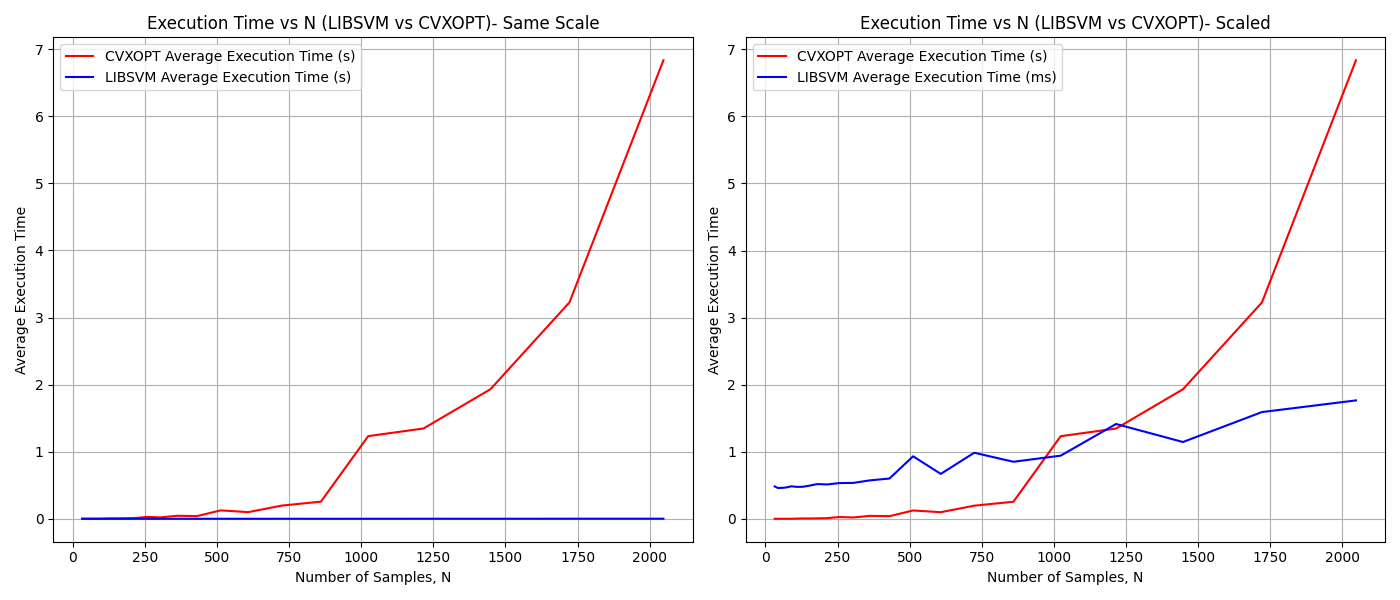 Execution Time vs N (LIBSVM vs CVXOPT)- Same Scale
CVXOPT Average Execution Time (s)
LIBSVM Average Execution Time (s)
Average Execution Time
7
6
5
4
3
2
1
0
0 250 500 750 1000 1250 1500 1750 2000
Number of Samples, N
Execution Time vs N (LIBSVM vs CVXOPT)- Scaled
CVXOPT Average Execution Time (s)
LIBSVM Average Execution Time (ms)
Average Execution Time
7
6
5
4
3
2
1
0
0 250 500 750 1000 1250 1500 1750 2000
Number of Samples, N